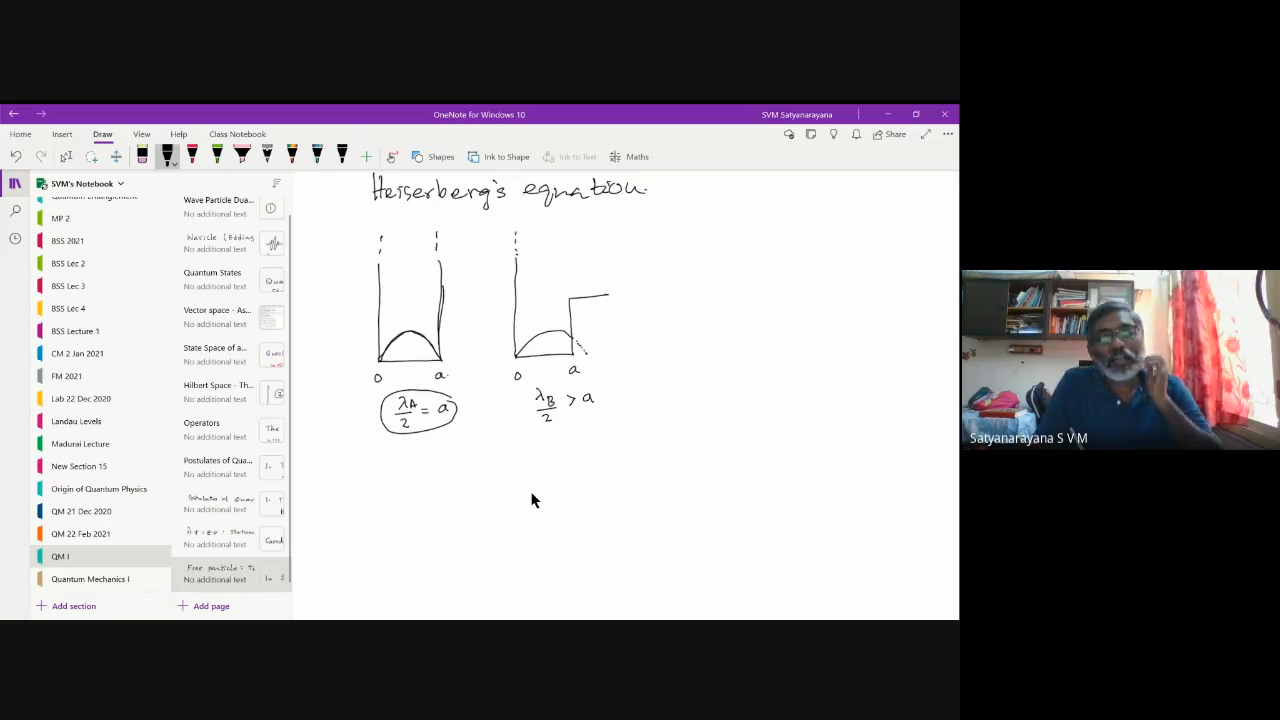 OneNote for Windows 10
SVM Satyanarayana
Home Insert Draw View Help Class Notebook
Share
Shapes Ink to Shape Ink to Text Maths
SVM's Notebook
MP 2
BSS 2021
BSS Lec 2
BSS Lec 3
BSS Lec 4
BSS Lecture 1
CM 2 Jan 2021
FM 2021
Lab 22 Dec 2020
Landau Levels
Madurai Lecture
New Section 15
Origin of Quantum Physics
QM 21 Dec 2020
QM 22 Feb 2021
QM I
Quantum Mechanics I
Add section
Wave Particle Dua...
No additional text
No additional text
Quantum States
No additional text
Vector space - As...
No additional text
State Space of a...
No additional text
Hilbert Space - Th...
No additional text
Operators
No additional text
Postulates of Qua...
No additional text
No additional text
No additional text
Free particle: Ti
No additional text
Add page
Heiserberg's equation.
0 a
0 a
λA/2 = a
λB/2 > a
Satyanarayana S V M